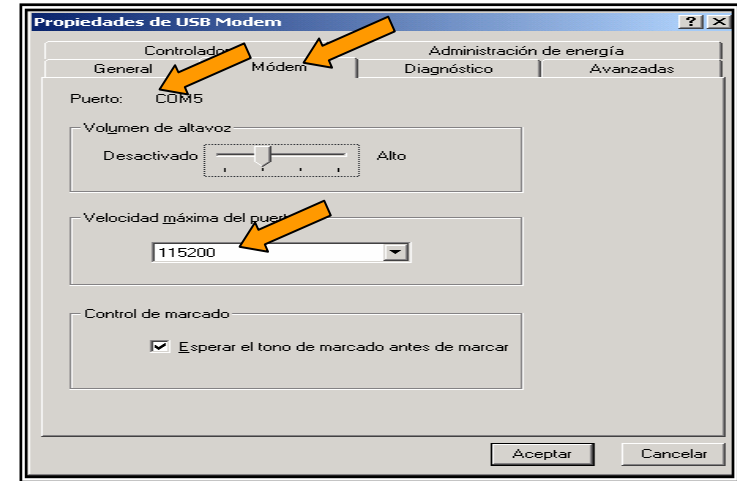 Propiedades de USB Modem
Controlador Administración de energía
General Módem Diagnóstico Avanzadas
Puerto: COM5
Volumen de altavoz
Desactivado Alto
Velocidad máxima del puerto
115200
Control de marcado
Esperar el tono de marcado antes de marcar
Aceptar Cancelar